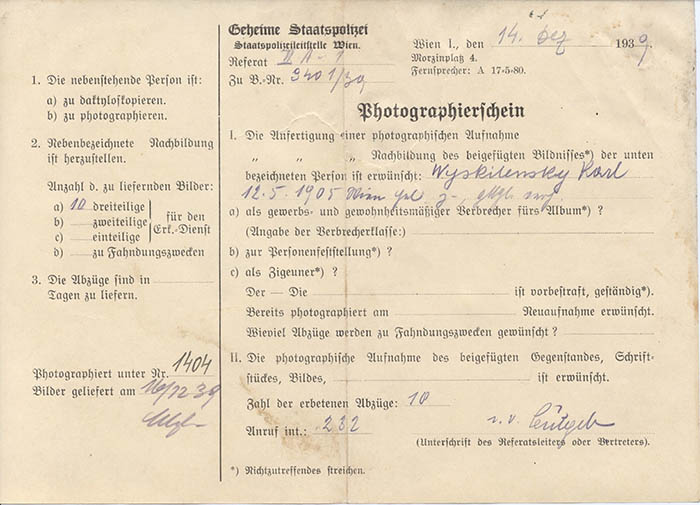 1. Die nebenstehende Person ist:
a) zu daktyloskopieren.
b) zu photographieren.
2. Nebenbezeichnete Nachbildung
ist herzustellen.
Anzahl d. zu liefernden Bilder:
a) 10 dreiteilige
b) zweiteilige
c) einteilige
für den
Erk.-Dienst
d) zu Fahndungszwecken
3. Die Abzüge sind in
Tagen zu liefern.
Photographiert unter Nr. 1404
Bilder geliefert am 16/12 39
Geheime Staatspolizei
Staatspolizeileitstelle Wien.
Referat II A-1
Zu B.-Nr. 3401/39
Wien I., den 14. Dez 1939.
Morzinplatz 4.
Fernsprecher: A 17-5-80.
Photographierschein
I. Die Anfertigung einer photographischen Aufnahme
„ „ „ Nachbildung des beigefügten Bildnisses*) der unten
bezeichneten Person ist erwünscht: Wyskilensky Karl
12.5.1905 Wien
a) als gewerbs- und gewohnheitsmäßiger Verbrecher fürs Album*) ?
(Angabe der Verbrecherklasse:)
b) zur Personenfeststellung*) ?
c) als Zigeuner*) ?
Der — Die ist vorbestraft, geständig*).
Bereits photographiert am Neuaufnahme erwünscht.
Wieviel Abzüge werden zu Fahndungszwecken gewünscht ?
II. Die photographische Aufnahme des beigefügten Gegenstandes, Schrift-
stückes, Bildes, ist erwünscht.
Zahl der erbetenen Abzüge: 10
Anruf int.: 232
(Unterschrift des Referatsleiters oder Vertreters).
*) Nichtzutreffendes streichen.